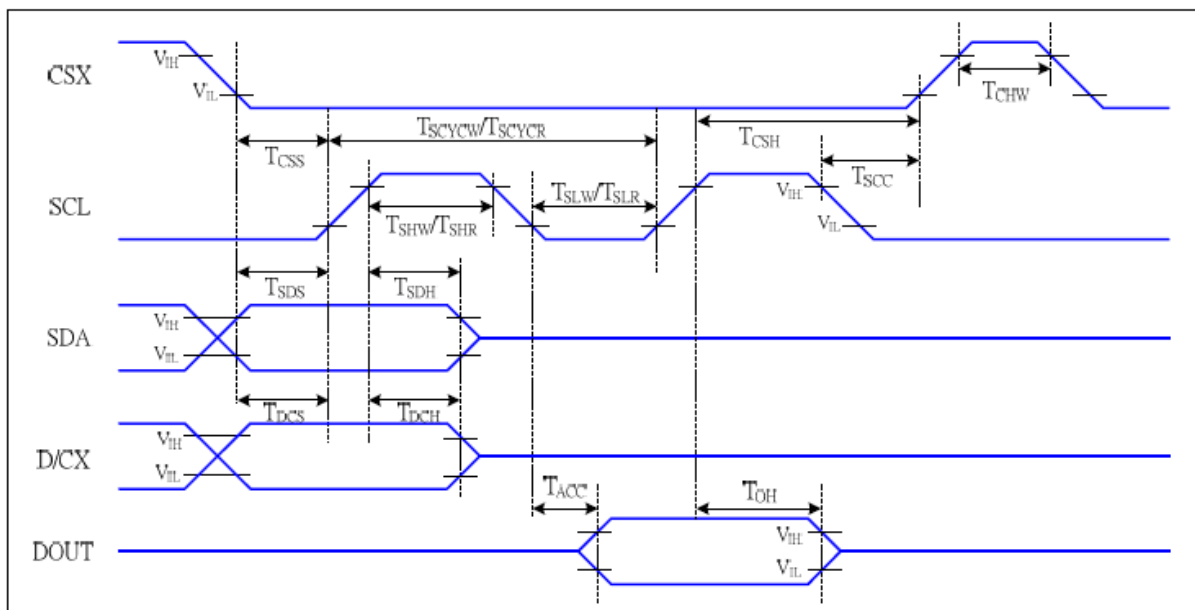 CSX
VIH
VIL
TCHW
TCSS
TSCYCW/TSCYCR
TCSH
TSCC
SCL
TSHW/TSHR
TSLW/TSLR
VIH
VIL
TSDS
TSDH
SDA
VIH
VIL
TDCS
TDCH
D/CX
VIH
VIL
TACC
TOH
DOUT
VIH
VIL